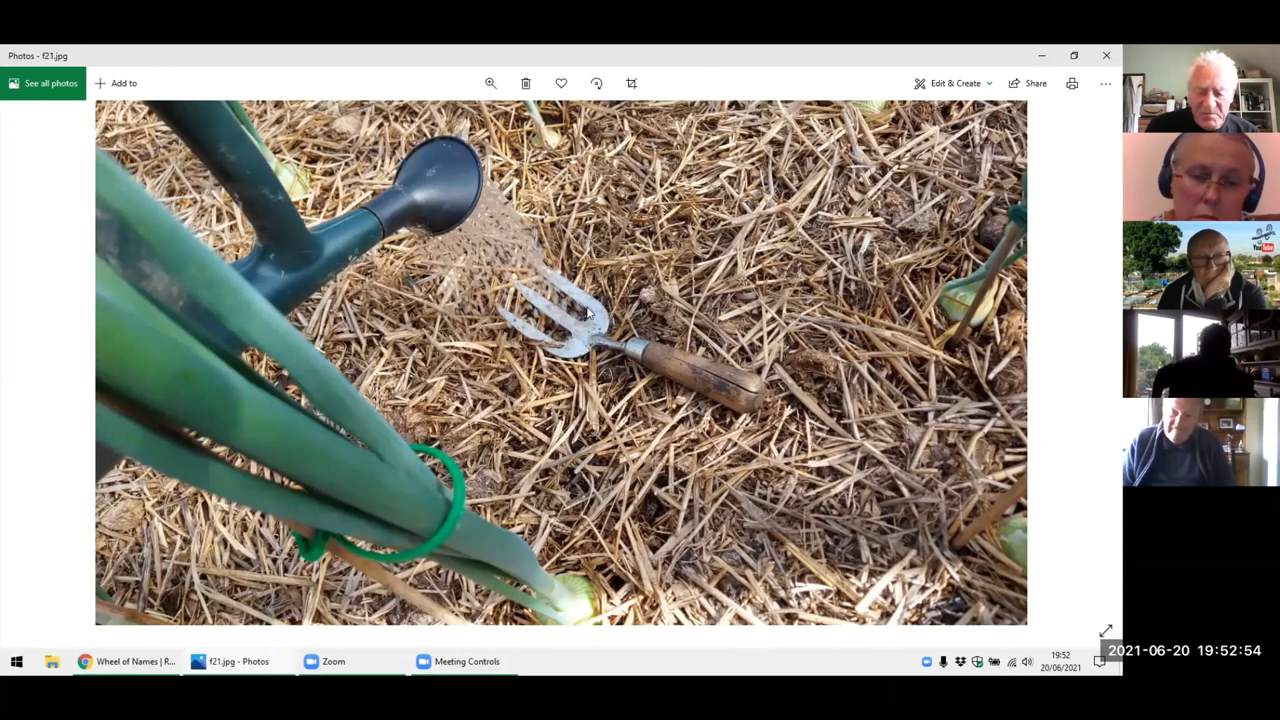 Photos - f21.jpg
See all photos
Add to
Edit & Create
Share
YouTube
Wheel of Names | R...
f21.jpg - Photos
Zoom
Meeting Controls
19:52
20/06/2021
2021-06-20 19:52:54